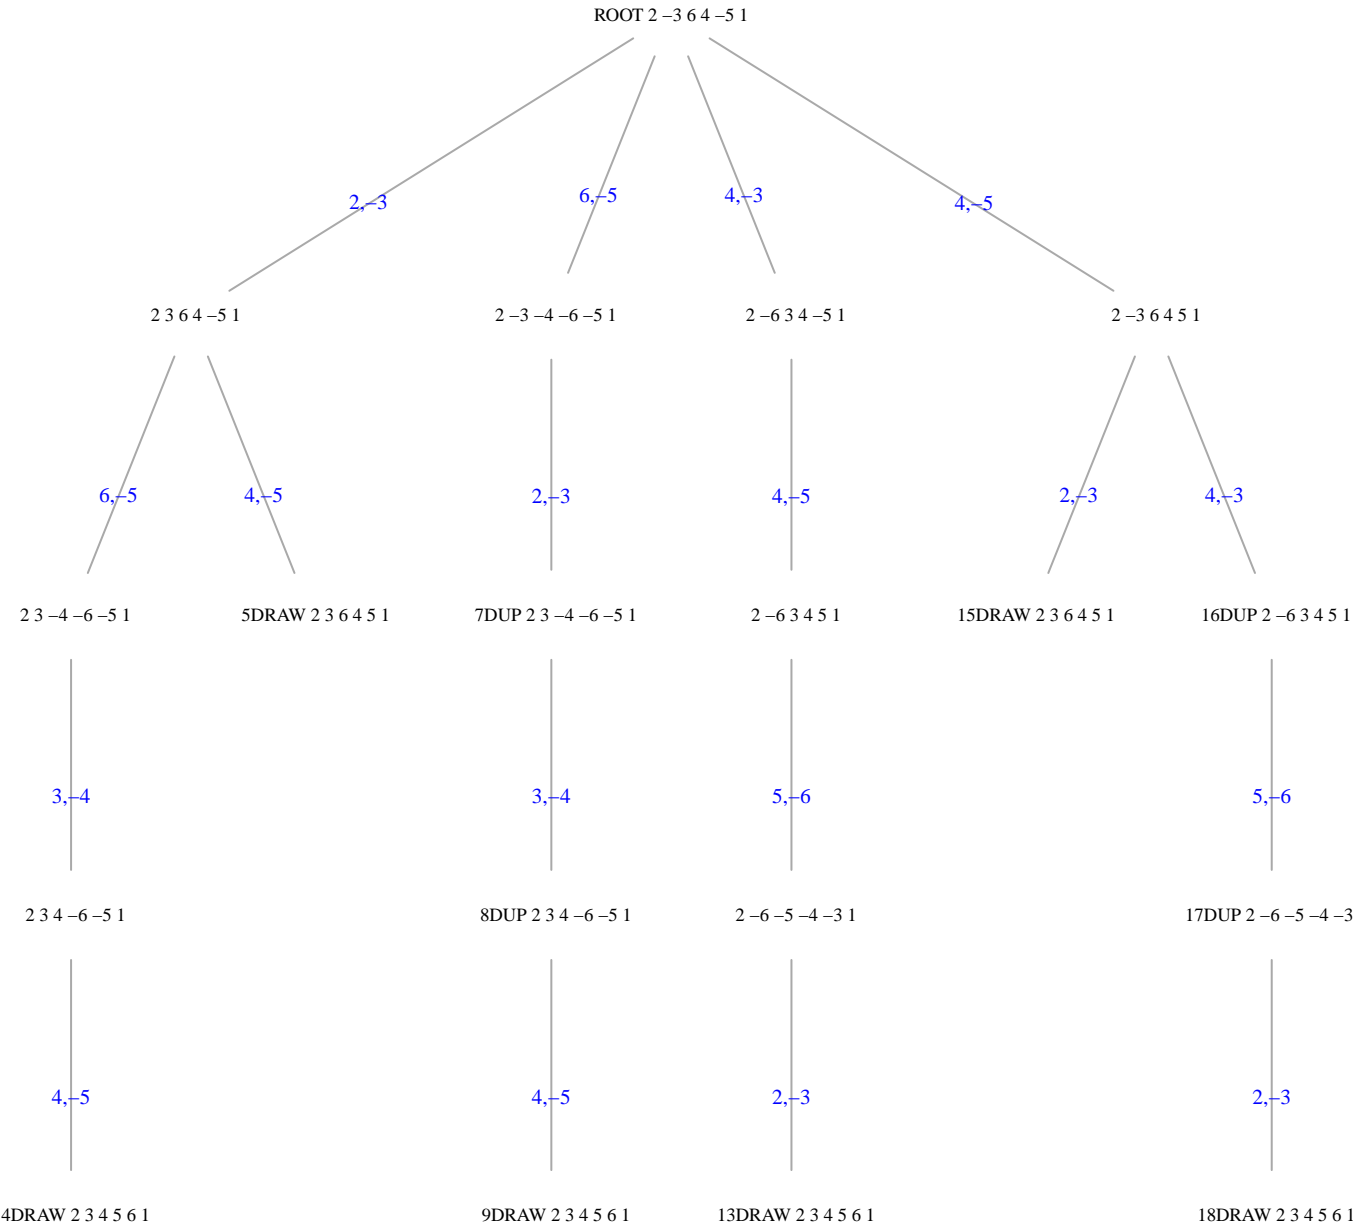 ROOT 2 –3 6 4 –5 1
2,–3
6,–5
4,–3
4,–5
2 3 6 4 –5 1
2 –3 –4 –6 –5 1
2 –6 3 4 –5 1
2 –3 6 4 5 1
6,–5
4,–5
2,–3
4,–5
2,–3
4,–3
2 3 –4 –6 –5 1
5DRAW 2 3 6 4 5 1
7DUP 2 3 –4 –6 –5 1
2 –6 3 4 5 1
15DRAW 2 3 6 4 5 1
16DUP 2 –6 3 4 5 1
3,–4
3,–4
5,–6
5,–6
2 3 4 –6 –5 1
8DUP 2 3 4 –6 –5 1
2 –6 –5 –4 –3 1
17DUP 2 –6 –5 –4 –3
4,–5
4,–5
2,–3
2,–3
4DRAW 2 3 4 5 6 1
9DRAW 2 3 4 5 6 1
13DRAW 2 3 4 5 6 1
18DRAW 2 3 4 5 6 1